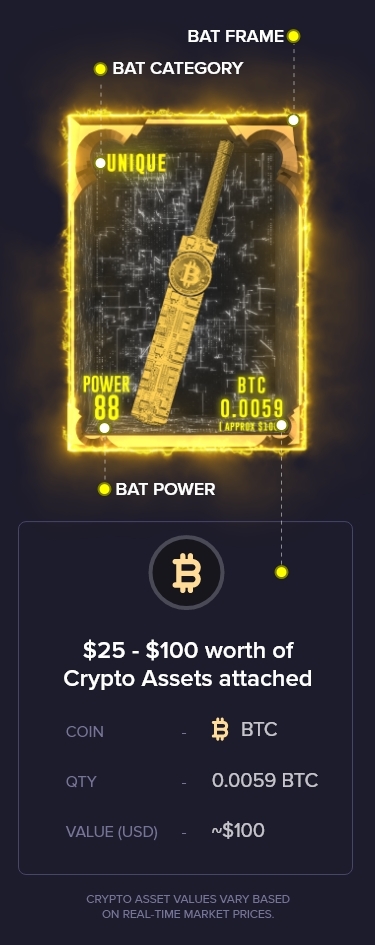 BAT FRAME
BAT CATEGORY
UNIQUE
POWER
88
BTC
0.0059
[ APPROX
BAT POWER
$25 - $100 worth of
Crypto Assets attached
COIN - BTC
QTY - 0.0059 BTC
VALUE (USD) - ~$100
CRYPTO ASSET VALUES VARY BASED
ON REAL-TIME MARKET PRICES.